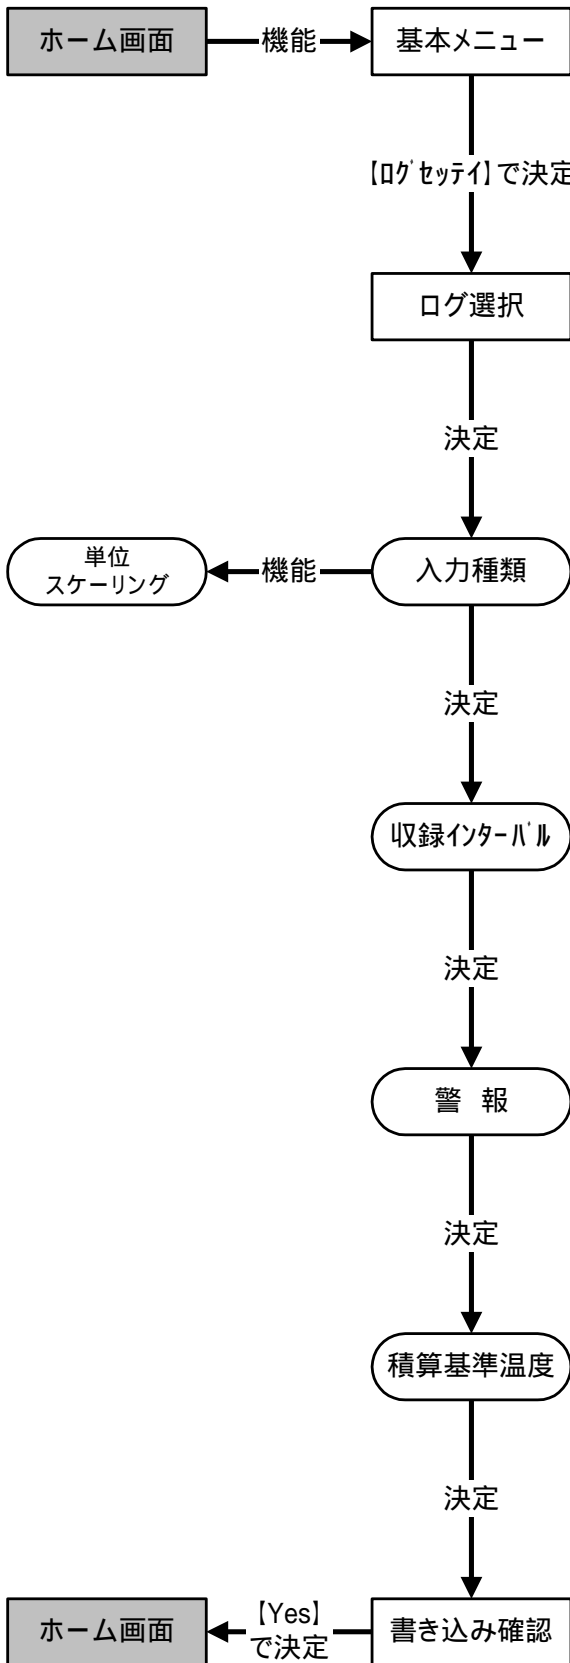 ホーム画面
機能
基本メニュー
【ﾛｸﾞｾｯﾃｲ】で決定
ログ選択
決定
単位
スケーリング
機能
入力種類
決定
収録ｲﾝﾀｰﾊﾞﾙ
決定
警 報
決定
積算基準温度
決定
ホーム画面
【Yes】
で決定
書き込み確認